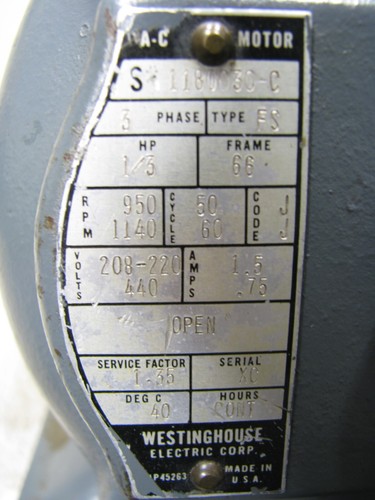 A-C MOTOR
S
3 PHASE TYPE FS
HP FRAME
1/3 66
RPM 950 CYCLE 50 CODE J
1140 60 J
VOLTS 208-220 AMPS 1.5
440 .75
OPEN
SERVICE FACTOR SERIAL
1.35 XC
DEG C HOURS
40 CONT
WESTINGHOUSE
ELECTRIC CORP.
MADE IN
U.S.A.